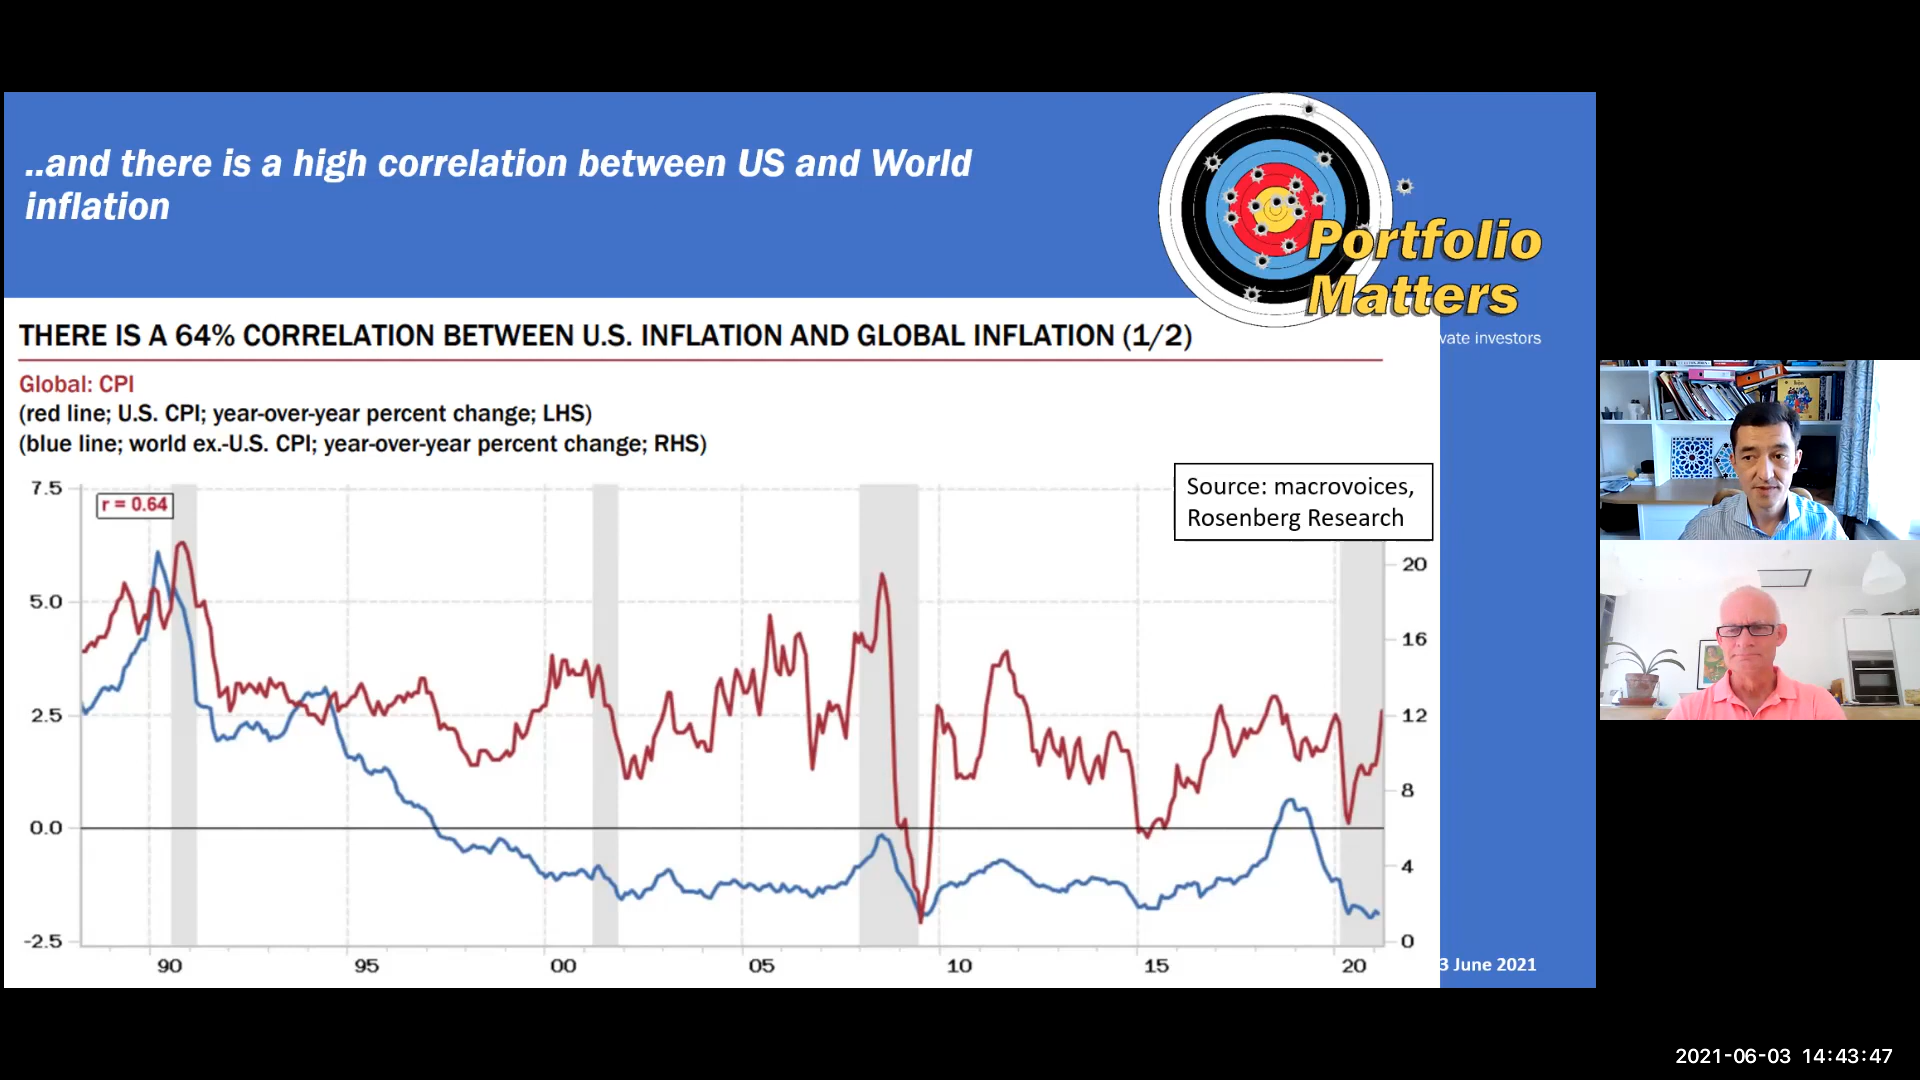 ..and there is a high correlation between US and World
inflation
Portfolio
Matters
vate investors
THERE IS A 64% CORRELATION BETWEEN U.S. INFLATION AND GLOBAL INFLATION (1/2)
Global: CPI
(red line; U.S. CPI; year-over-year percent change; LHS)
(blue line; world ex.-U.S. CPI; year-over-year percent change; RHS)
Source: macrovoices,
Rosenberg Research
r = 0.64
7.5
5.0
2.5
0.0
-2.5
20
16
12
8
4
0
90 95 00 05 10 15 20
3 June 2021
2021-06-03 14:43:47